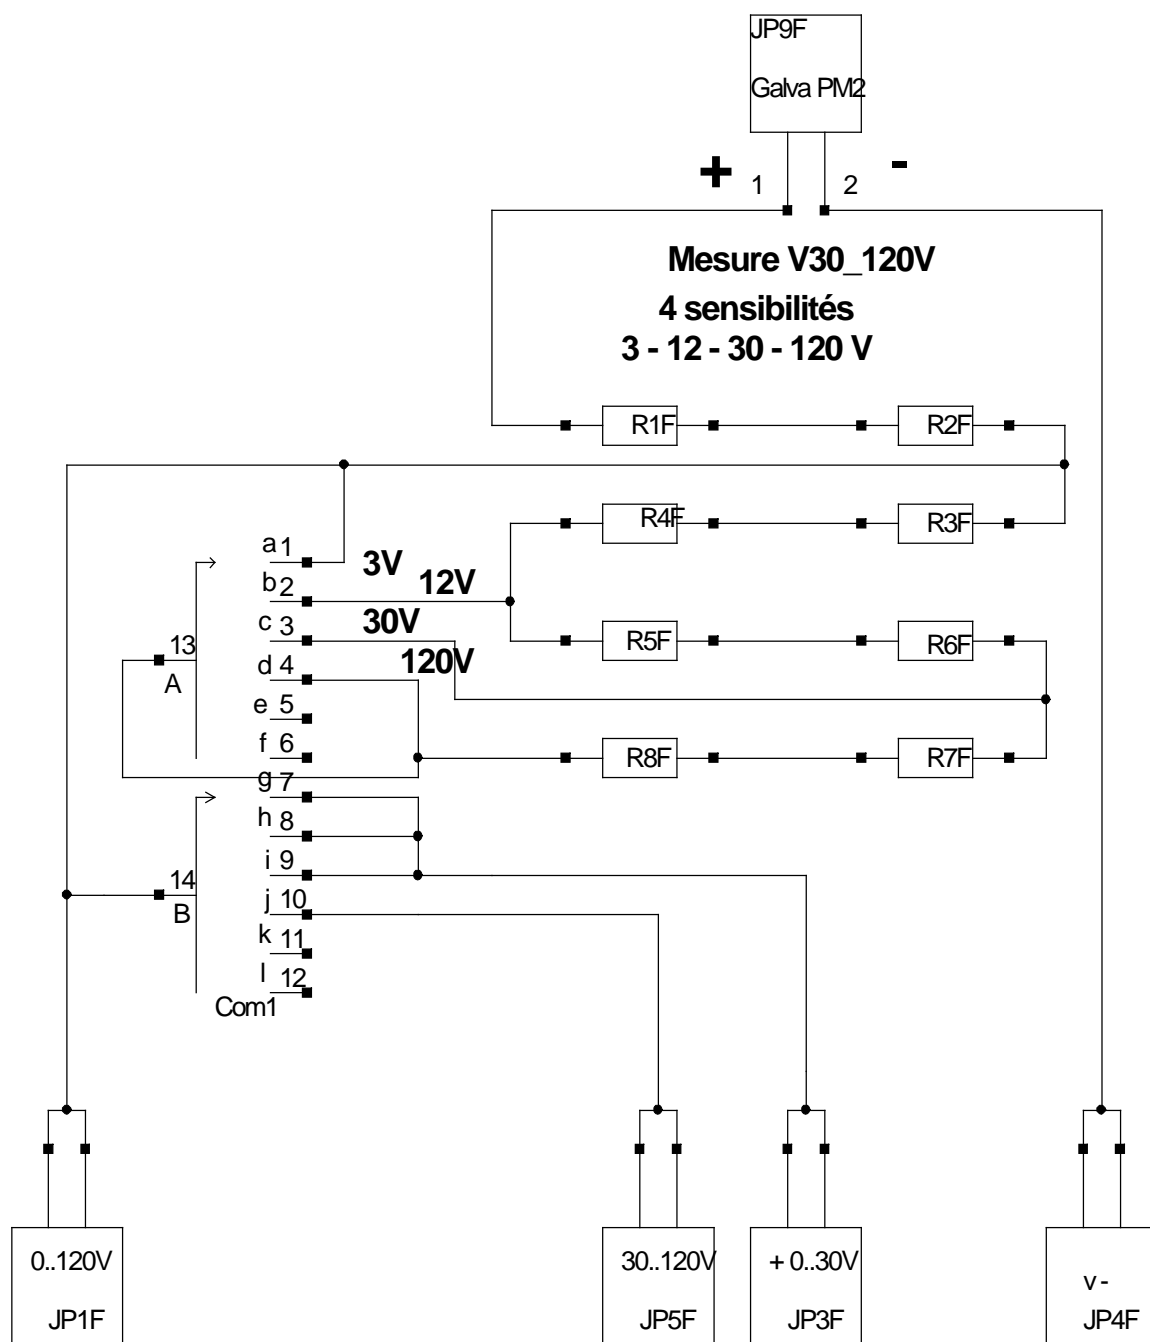 JP9F
Galva PM2
+ 1 2 -
Mesure V30_120V
4 sensibilités
3 - 12 - 30 - 120 V
R1F R2F
R4F R3F
a 1 3V
b 2 12V
c 3 30V
13 R5F R6F
d 4 120V
A
e 5
f 6
R8F R7F
g 7
h 8
i 9
14
j 10
B
k 11
l 12
Com1
0..120V 30..120V + 0..30V
v -
JP1F JP5F JP3F JP4F